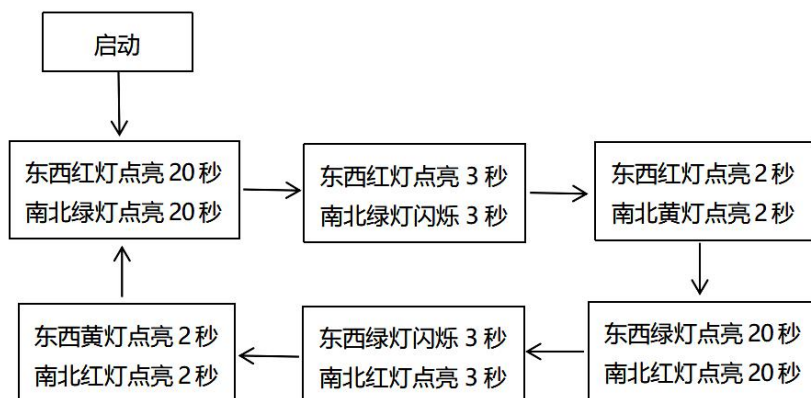 启动
东西红灯点亮 20 秒
南北绿灯点亮 20 秒
东西红灯点亮 3 秒
南北绿灯闪烁 3 秒
东西红灯点亮 2 秒
南北黄灯点亮 2 秒
东西黄灯点亮 2 秒
南北红灯点亮 2 秒
东西绿灯闪烁 3 秒
南北红灯点亮 3 秒
东西绿灯点亮 20 秒
南北红灯点亮 20 秒